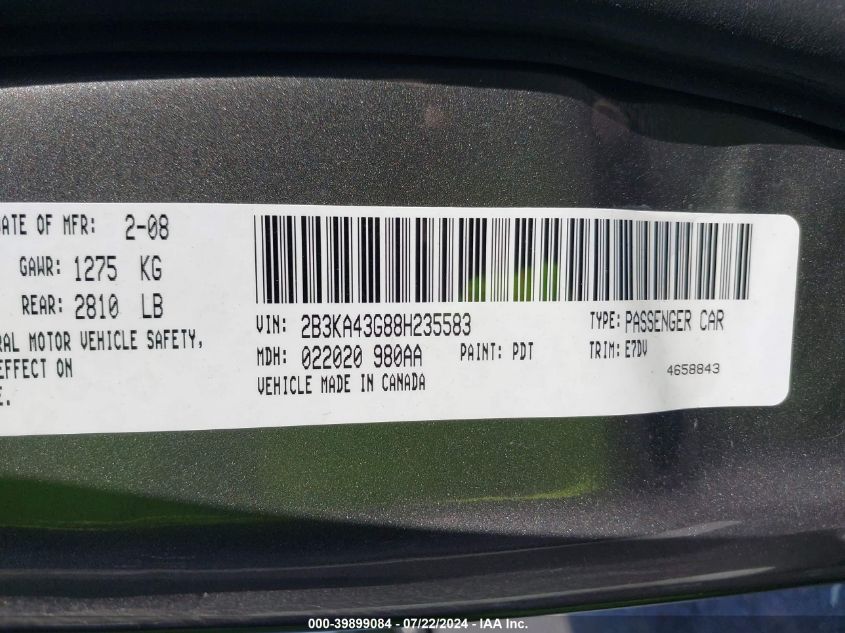 DATE OF MFR: 2-08
GAWR: 1275 KG
REAR: 2810 LB
RAL MOTOR VEHICLE SAFETY,
EFFECT ON
E.
VIN: 2B3KA43G88H235583 TYPE: PASSENGER CAR
MDH: 022020 980AA PAINT: PDT TRIM: E7DV
VEHICLE MADE IN CANADA 4658843
000-39899084 - 07/22/2024 - IAA Inc.